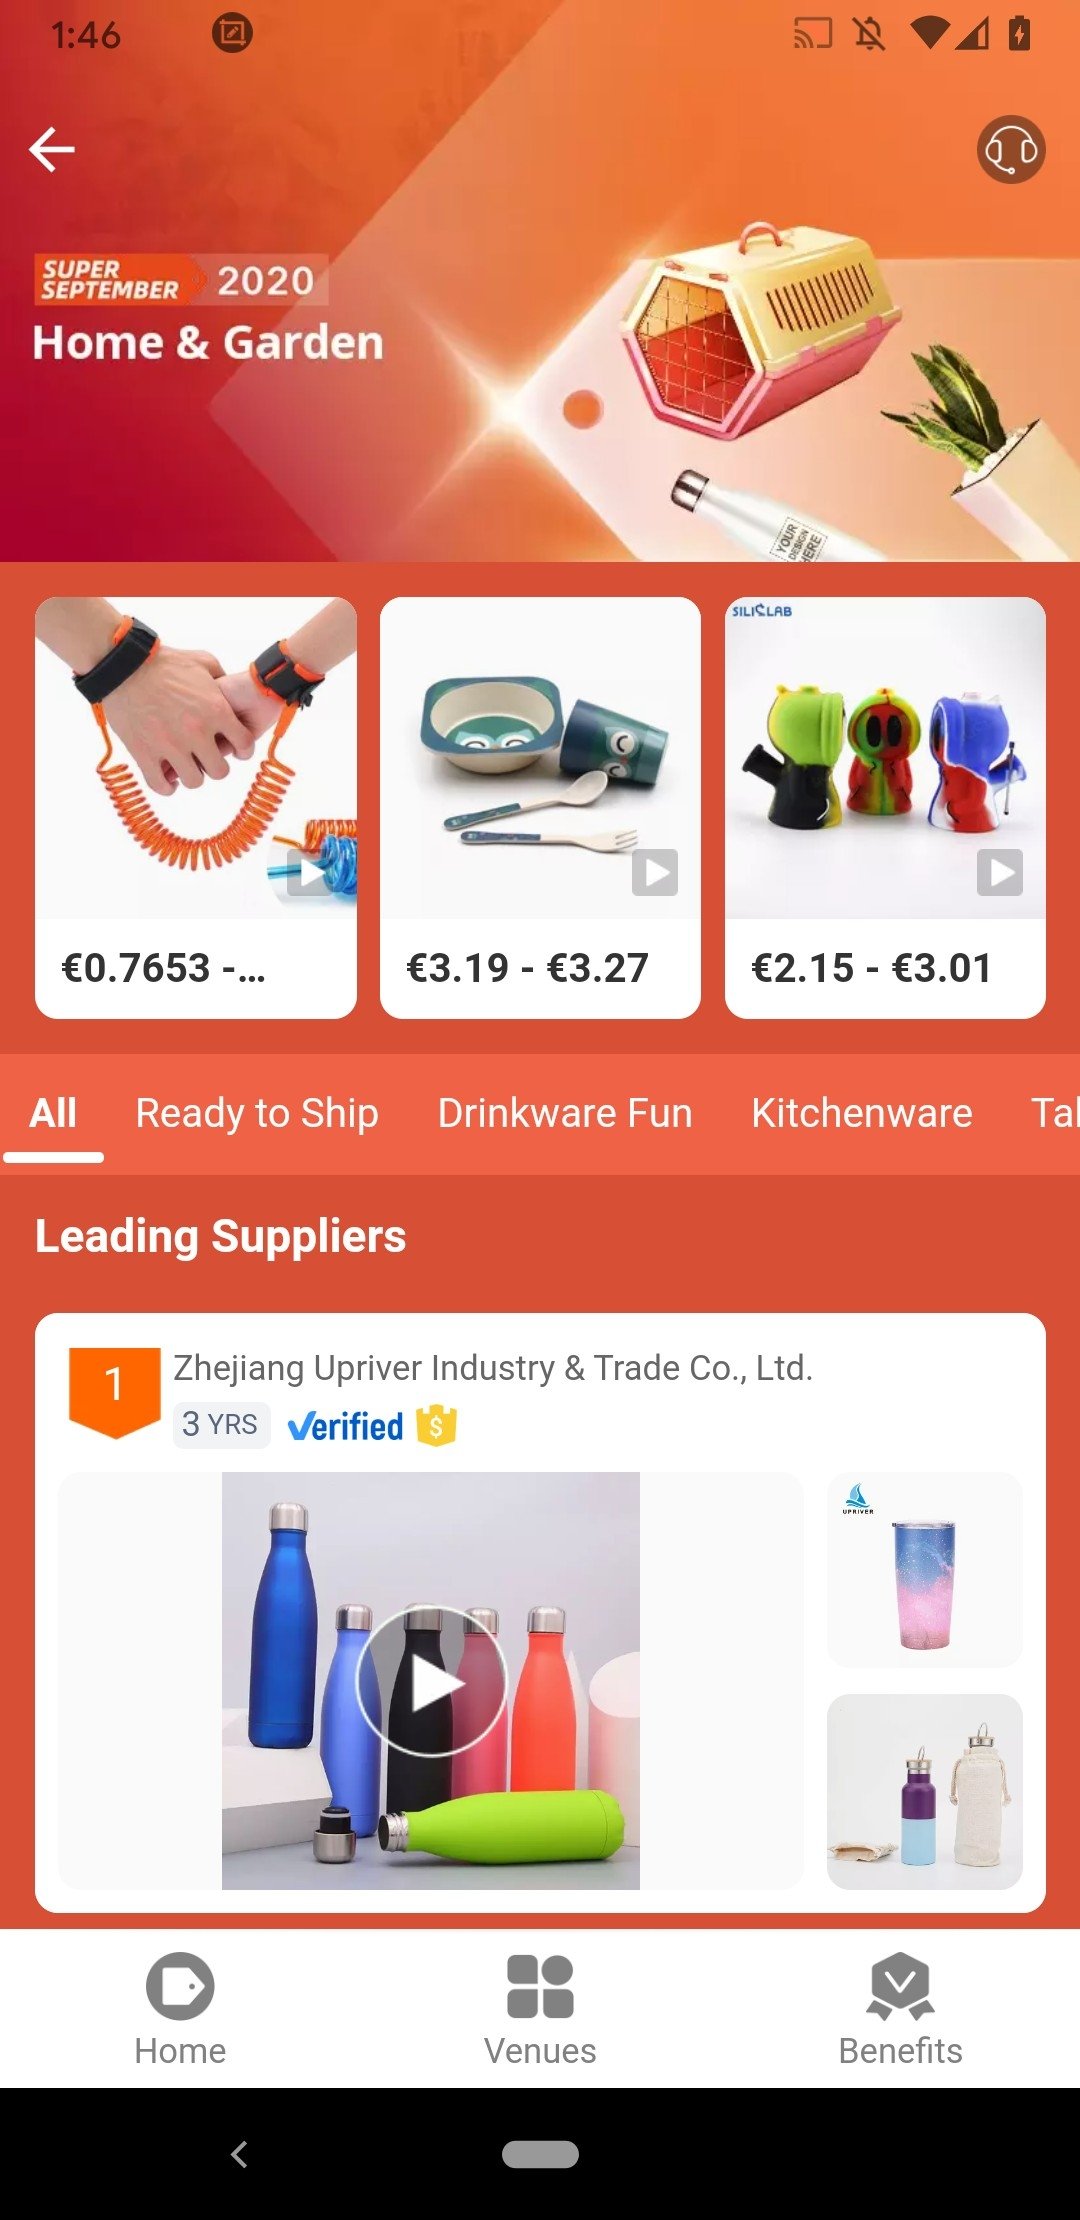 1:46
SUPER
SEPTEMBER
2020
Home & Garden
YOUR
DESIGN
HERE
SILICLAB
€0.7653 -...
€3.19 - €3.27
€2.15 - €3.01
All
Ready to Ship
Drinkware Fun
Kitchenware
Tal
Leading Suppliers
1
Zhejiang Upriver Industry & Trade Co., Ltd.
3 YRS
Verified
UPRIVER
Home
Venues
Benefits